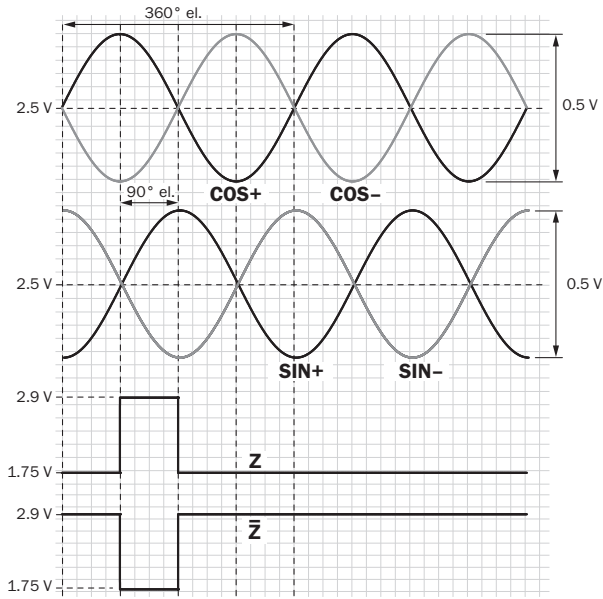 360° el.
2.5 V
0.5 V
90° el.
COS+
COS−
2.5 V
0.5 V
SIN+
SIN−
2.9 V
Z
1.75 V
2.9 V
Z̄
1.75 V